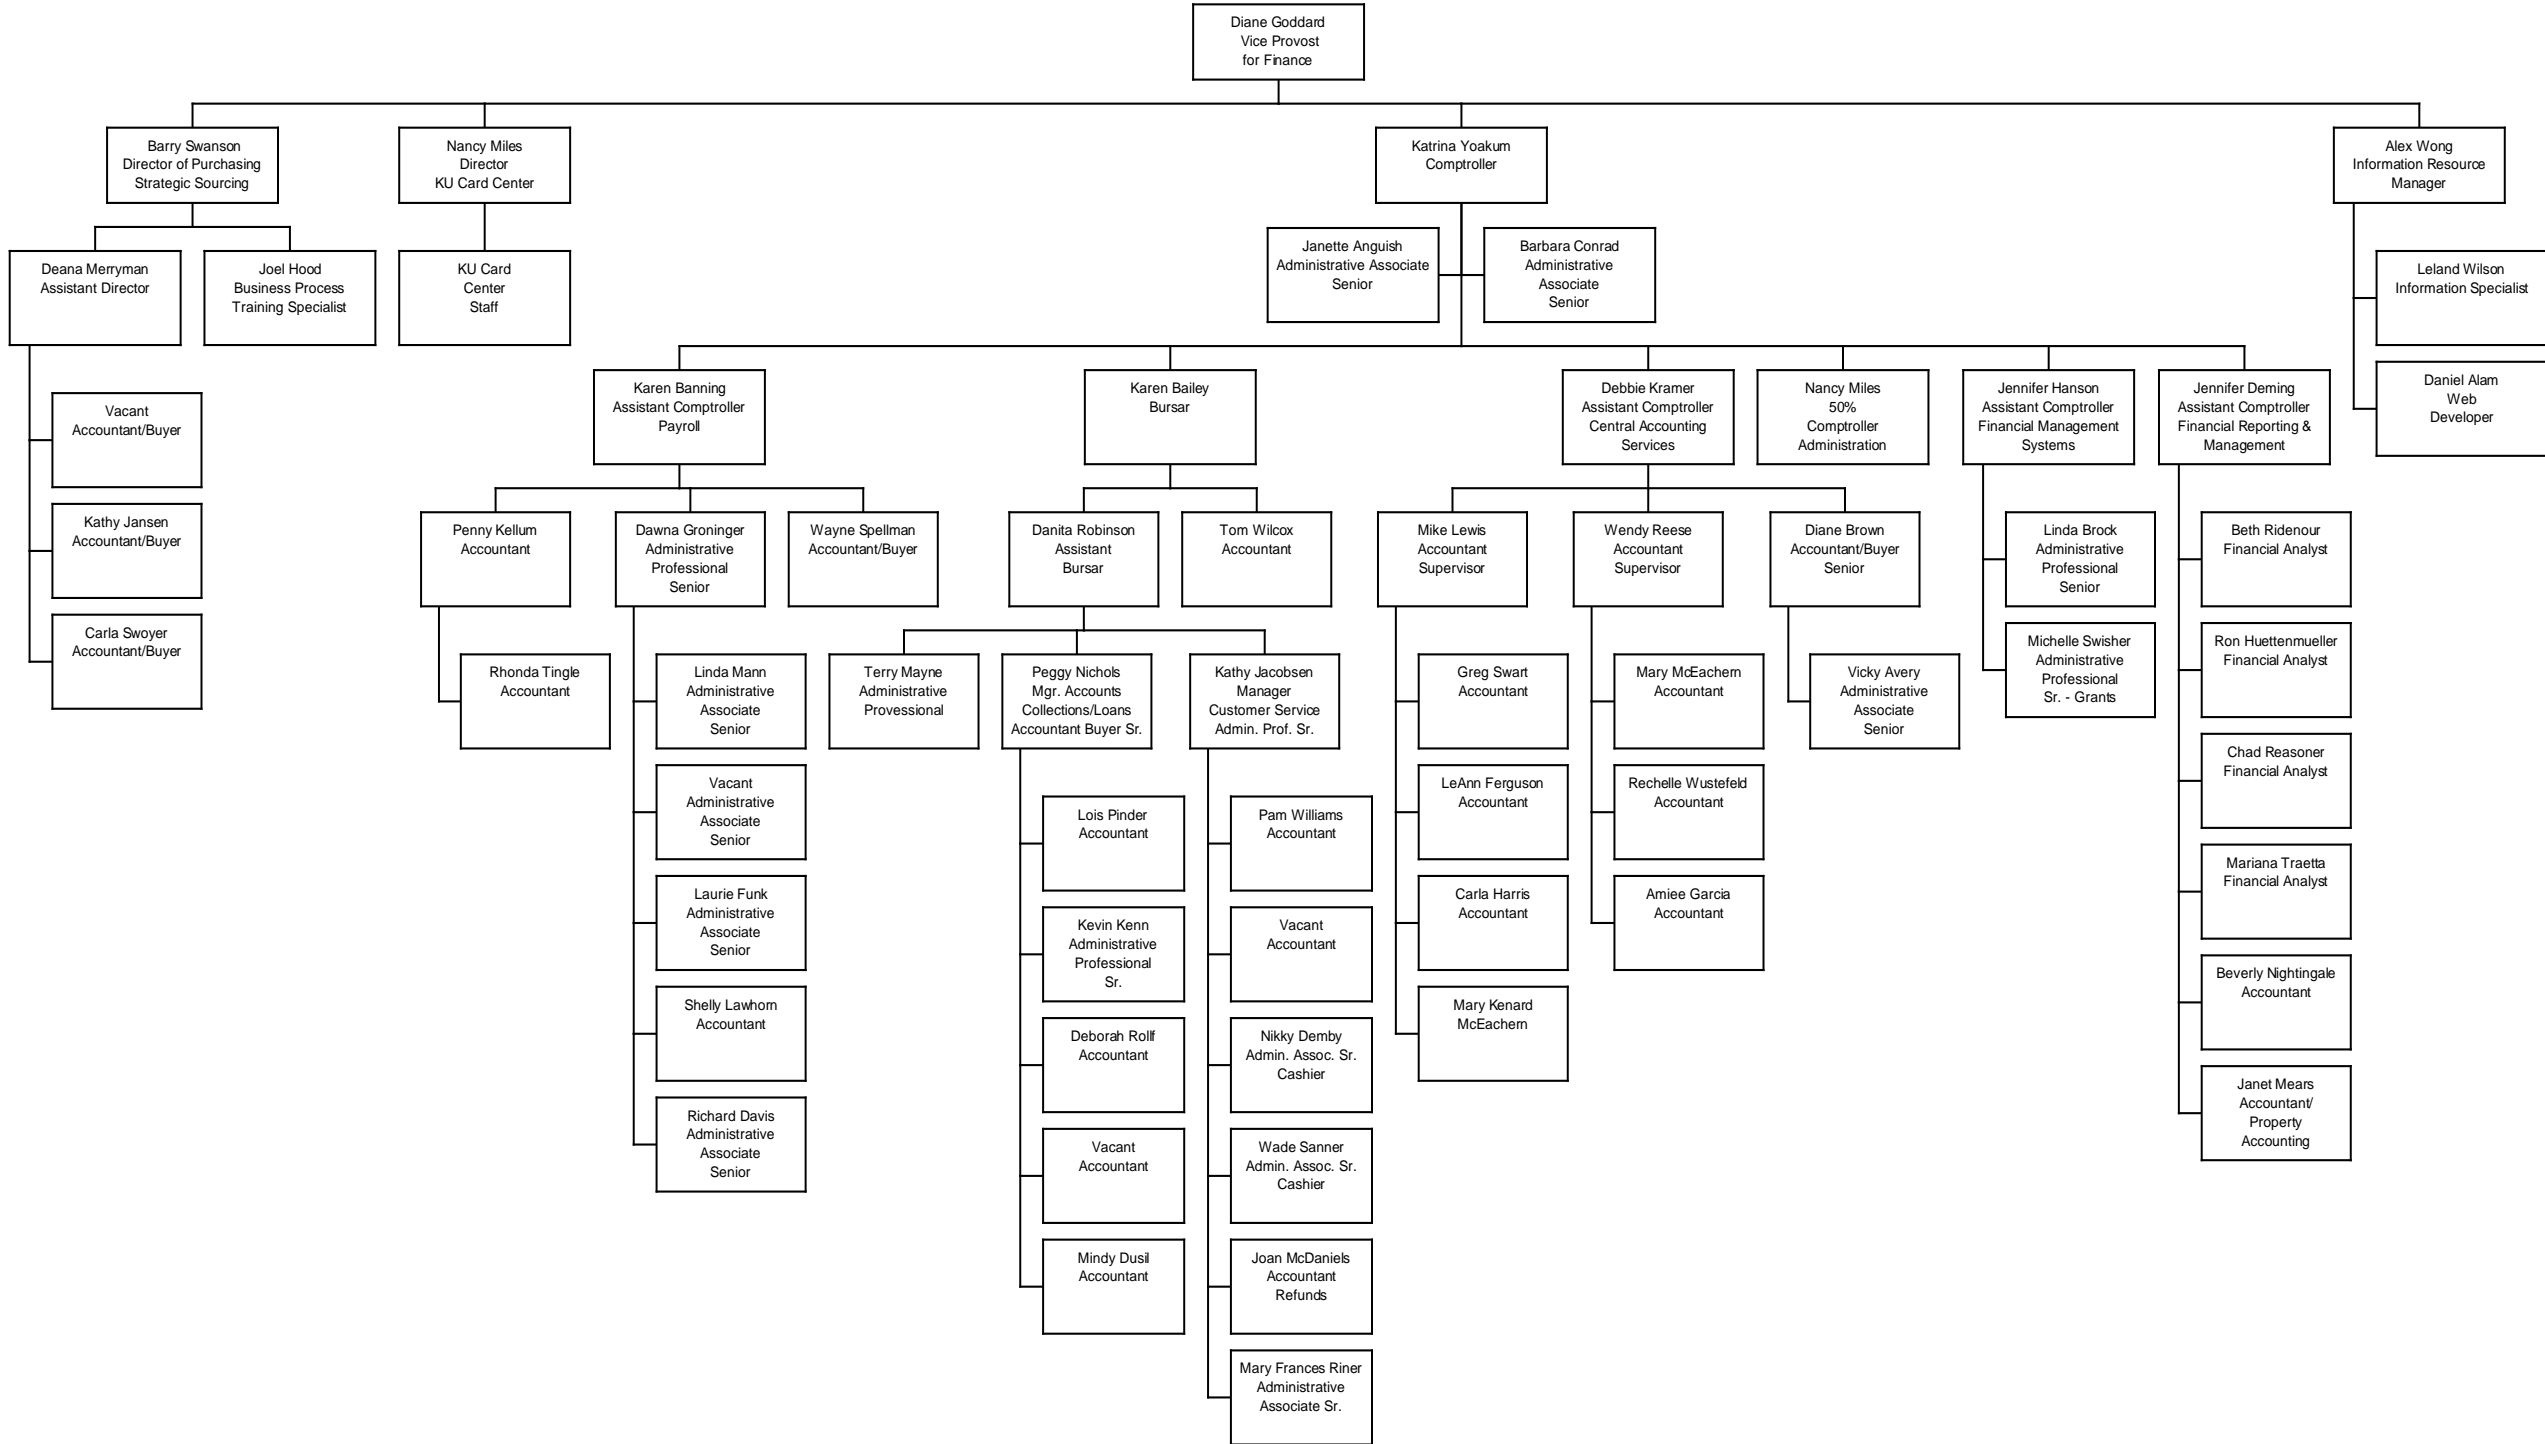 Diane Goddard
Vice Provost
for Finance
Barry Swanson
Director of Purchasing
Strategic Sourcing
Nancy Miles
Director
KU Card Center
Katrina Yoakum
Comptroller
Alex Wong
Information Resource
Manager
Deana Merryman
Assistant Director
Joel Hood
Business Process
Training Specialist
KU Card
Center
Staff
Janette Anguish
Administrative Associate
Senior
Barbara Conrad
Administrative
Associate
Senior
Leland Wilson
Information Specialist
Daniel Alam
Web
Developer
Vacant
Accountant/Buyer
Kathy Jansen
Accountant/Buyer
Carla Swoyer
Accountant/Buyer
Karen Banning
Assistant Comptroller
Payroll
Karen Bailey
Bursar
Debbie Kramer
Assistant Comptroller
Central Accounting
Services
Nancy Miles
50%
Comptroller
Administration
Jennifer Hanson
Assistant Comptroller
Financial Management
Systems
Jennifer Deming
Assistant Comptroller
Financial Reporting &
Management
Penny Kellum
Accountant
Dawna Groninger
Administrative
Professional
Senior
Wayne Spellman
Accountant/Buyer
Danita Robinson
Assistant
Bursar
Tom Wilcox
Accountant
Mike Lewis
Accountant
Supervisor
Wendy Reese
Accountant
Supervisor
Diane Brown
Accountant/Buyer
Senior
Linda Brock
Administrative
Professional
Senior
Michelle Swisher
Administrative
Professional
Sr. - Grants
Beth Ridenour
Financial Analyst
Ron Huettenmueller
Financial Analyst
Chad Reasoner
Financial Analyst
Mariana Traetta
Financial Analyst
Beverly Nightingale
Accountant
Janet Mears
Accountant/
Property
Accounting
Rhonda Tingle
Accountant
Linda Mann
Administrative
Associate
Senior
Vacant
Administrative
Associate
Senior
Laurie Funk
Administrative
Associate
Senior
Shelly Lawhorn
Accountant
Richard Davis
Administrative
Associate
Senior
Terry Mayne
Administrative
Provessional
Peggy Nichols
Mgr. Accounts
Collections/Loans
Accountant Buyer Sr.
Kathy Jacobsen
Manager
Customer Service
Admin. Prof. Sr.
Lois Pinder
Accountant
Kevin Kenn
Administrative
Professional
Sr.
Deborah Rollf
Accountant
Vacant
Accountant
Mindy Dusil
Accountant
Pam Williams
Accountant
Vacant
Accountant
Nikky Demby
Admin. Assoc. Sr.
Cashier
Wade Sanner
Admin. Assoc. Sr.
Cashier
Joan McDaniels
Accountant
Refunds
Mary Frances Riner
Administrative
Associate Sr.
Greg Swart
Accountant
LeAnn Ferguson
Accountant
Carla Harris
Accountant
Mary Kenard
McEachern
Mary McEachern
Accountant
Rechelle Wustefeld
Accountant
Amiee Garcia
Accountant
Vicky Avery
Administrative
Associate
Senior